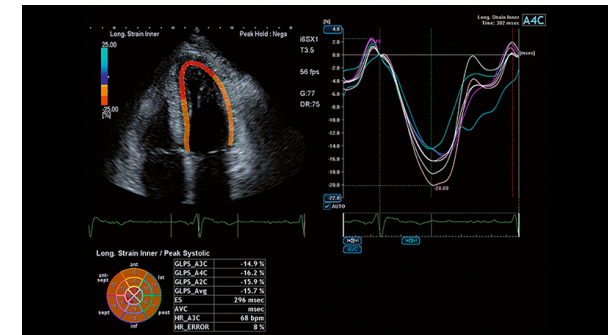 Long. Strain Inner
Peak Hold : Nega
25.00
-25.00
[%]
i6SX1
T3.5
56 fps
G:77
DR:75
Long. Strain Inner
Time: 302 msec
A4C
[%]
4.0
2.0
0.0
-2.0
-4.0
-6.0
-8.0
-10.0
-12.0
-14.0
-16.0
-18.0
-20.0
-22.0
[msec]
-20.03
AUTO
AVC
Long. Strain Inner / Peak Systolic
ant
lat
post
inf
sept
ant-
sept
GLPS_A3C -14.9 %
GLPS_A4C -16.2 %
GLPS_A2C -15.9 %
GLPS_Avg -15.7 %
ES 296 msec
AVC msec
HR_A3C 68 bpm
HR_ERROR 8 %